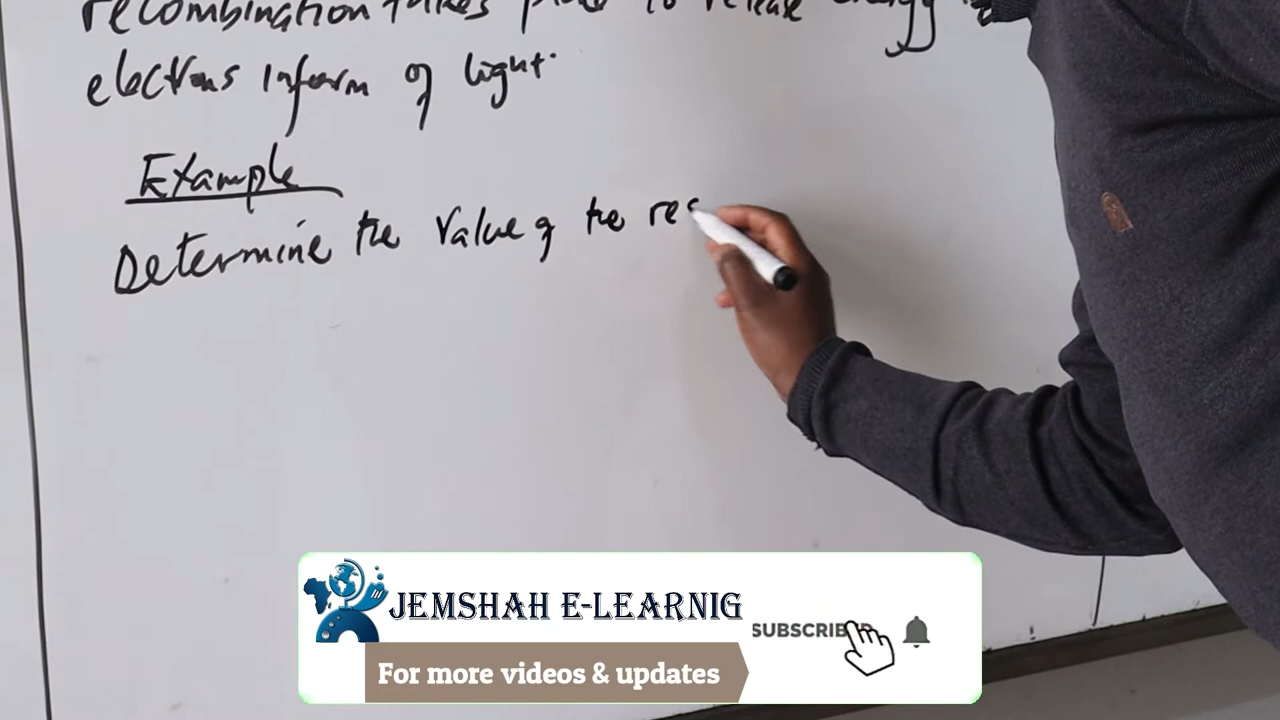 recombination takes place to release energy
electrons inform of light.
Example
Determine the value of the res
JEMSHAH E-LEARNIG
SUBSCRIBED
For more videos & updates